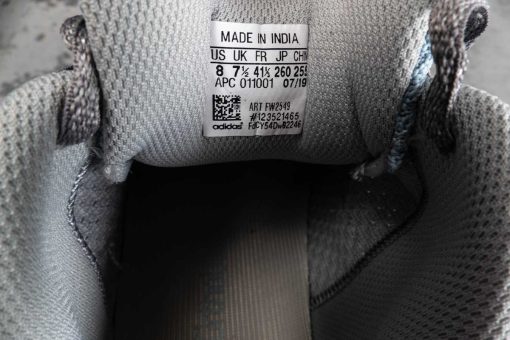 MADE IN INDIA
US UK FR JP CHN
8 7½ 41⅓ 260 255
APC 011001 07/19
ART FW2549
#123521465
adidas